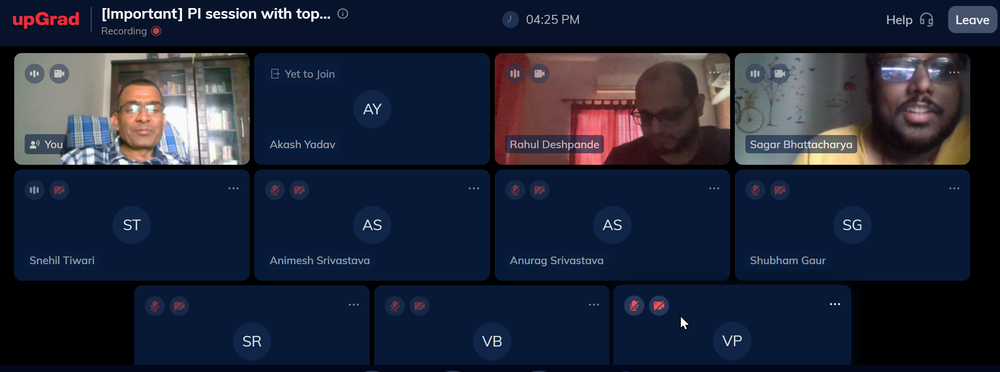 upGrad
[Important] PI session with top...
Recording
04:25 PM
Help
Leave
You
Yet to Join
AY
Akash Yadav
Rahul Deshpande
Sagar Bhattacharya
ST
Snehil Tiwari
AS
Animesh Srivastava
AS
Anurag Srivastava
SG
Shubham Gaur
SR
VB
VP